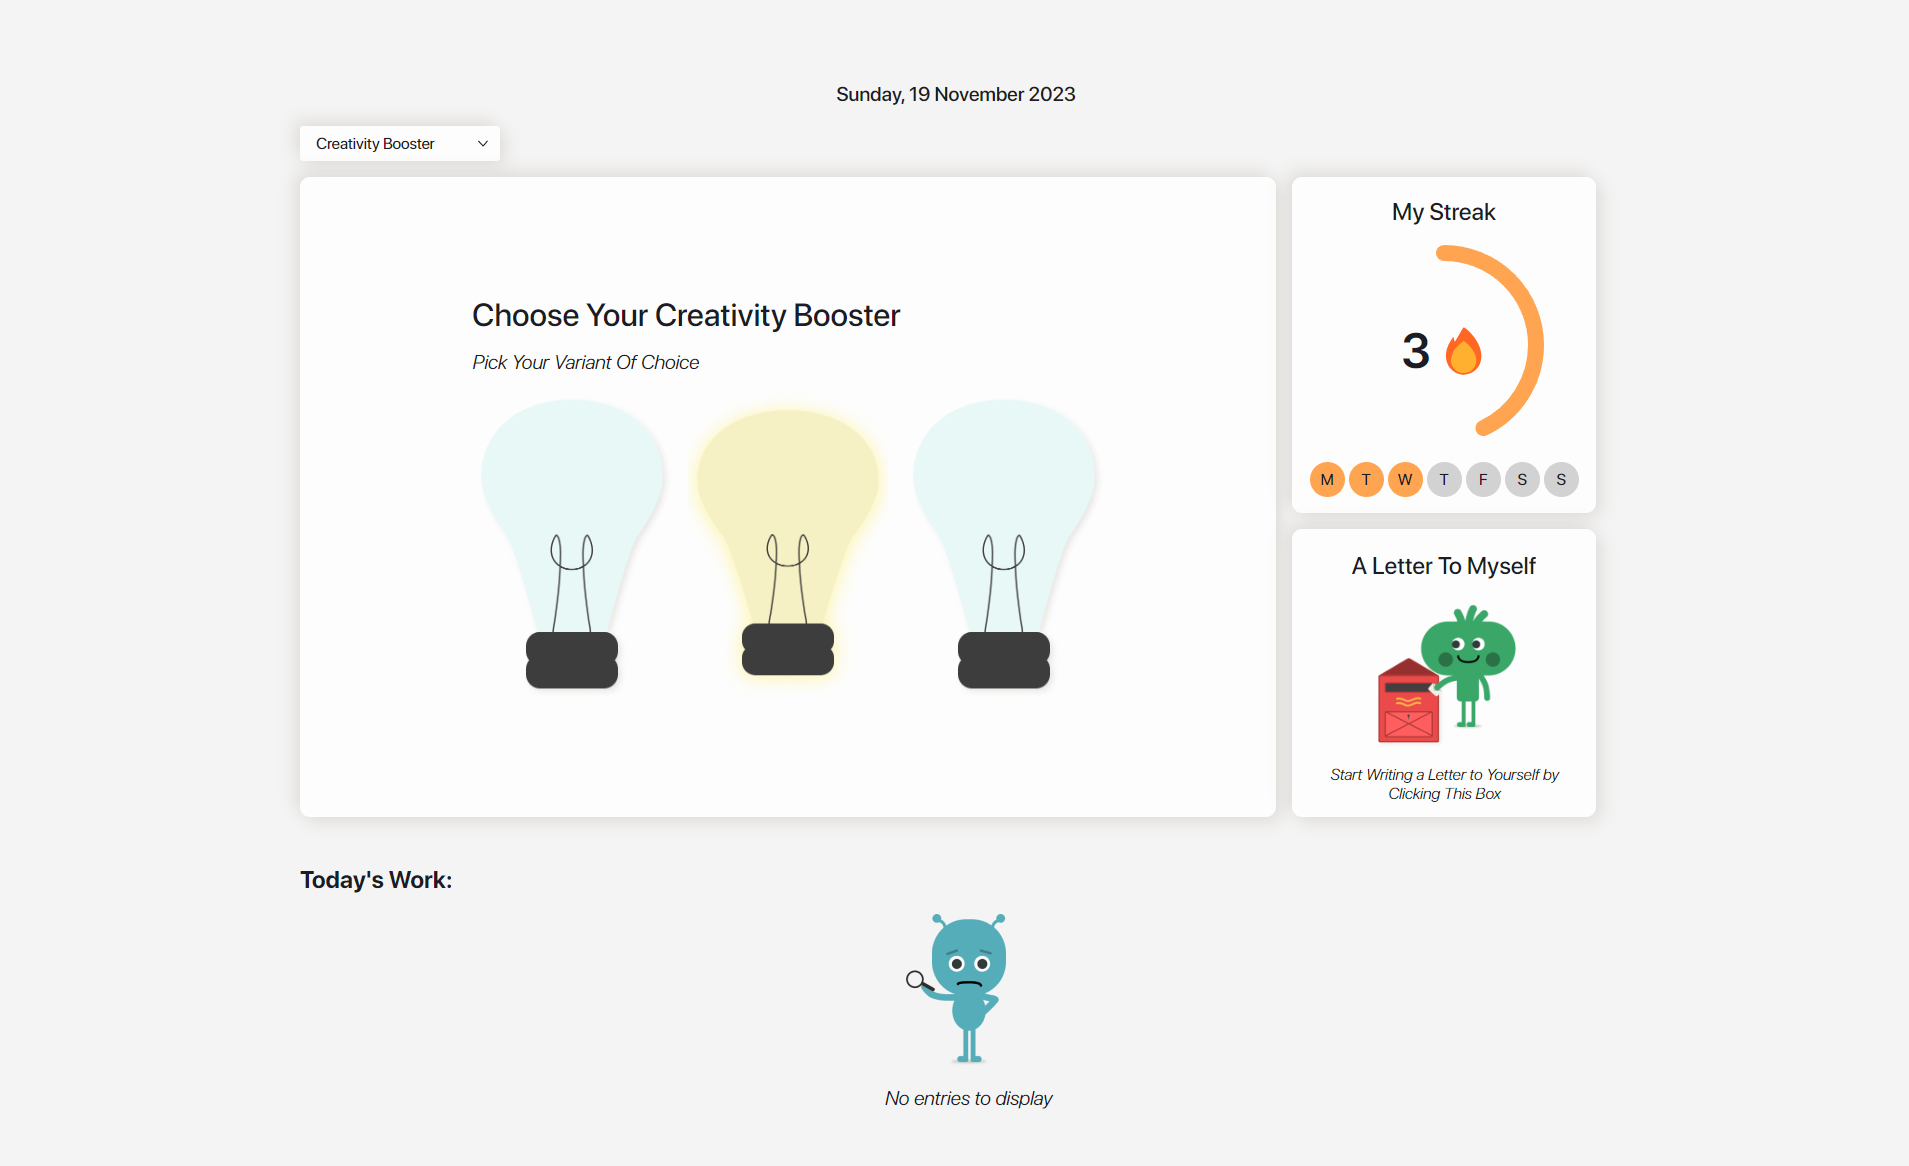 Sunday, 19 November 2023
Creativity Booster
Choose Your Creativity Booster
Pick Your Variant Of Choice
My Streak
3
M T W T F S S
A Letter To Myself
Start Writing a Letter to Yourself by
Clicking This Box
Today's Work:
No entries to display